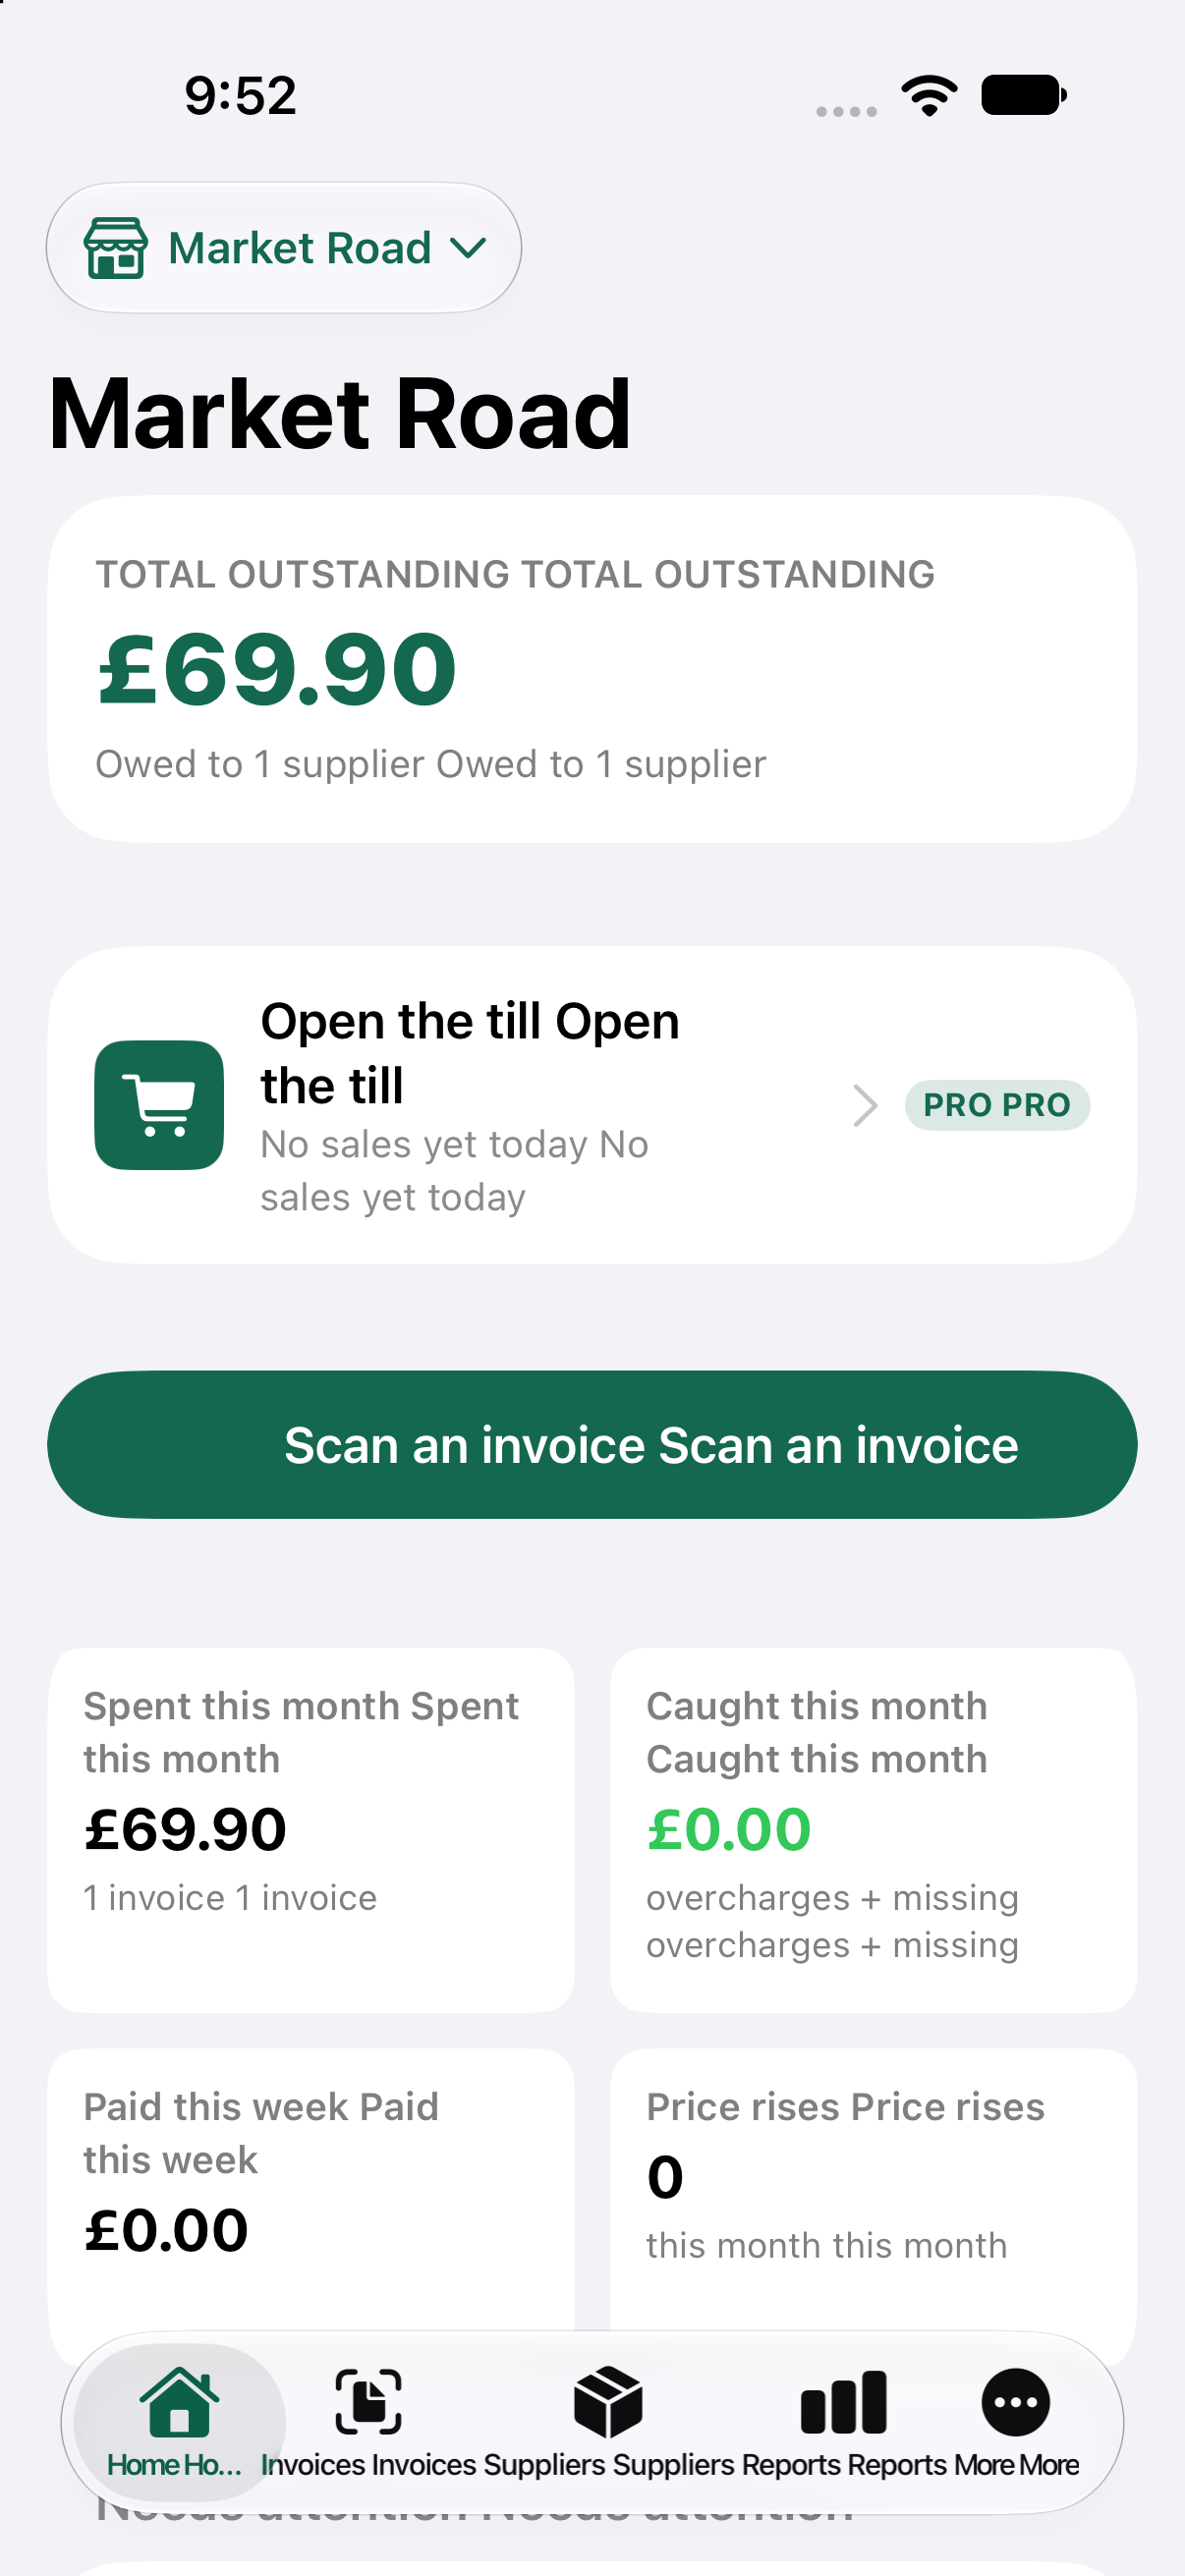 9:52
Market Road
Market Road
TOTAL OUTSTANDING TOTAL OUTSTANDING
£69.90
Owed to 1 supplier Owed to 1 supplier
Open the till Open
the till
No sales yet today No
sales yet today
PRO PRO
Scan an invoice Scan an invoice
Spent this month Spent
this month
£69.90
1 invoice 1 invoice
Caught this month
Caught this month
£0.00
overcharges + missing
overcharges + missing
Paid this week Paid
this week
£0.00
Price rises Price rises
0
this month this month
Home Ho...
Invoices Invoices
Suppliers Suppliers
Reports Reports
More More
Needs attention Needs attention